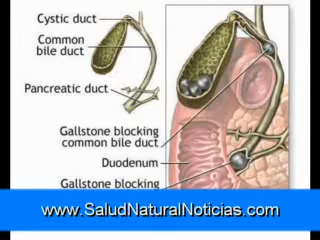 Cystic duct
Common
bile duct
Pancreatic duct
Gallstone blocking
common bile duct
Duodenum
Gallstone blocking
www.SaludNaturalNoticias.com